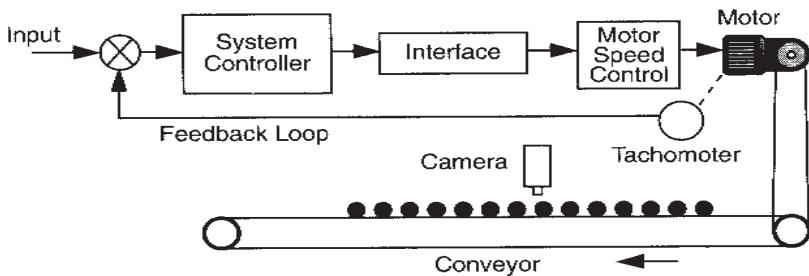 Input
System
Controller
Interface
Motor
Speed
Control
Motor
Feedback Loop
Tachomoter
Camera
Conveyor